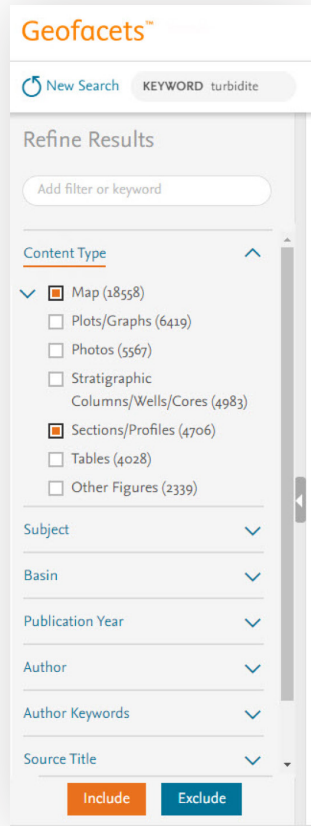 Geofacets™
New Search KEYWORD turbidite
Refine Results
Add filter or keyword
Content Type
Map (18558)
Plots/Graphs (6419)
Photos (5567)
Stratigraphic
Columns/Wells/Cores (4983)
Sections/Profiles (4706)
Tables (4028)
Other Figures (2339)
Subject
Basin
Publication Year
Author
Author Keywords
Source Title
Include Exclude